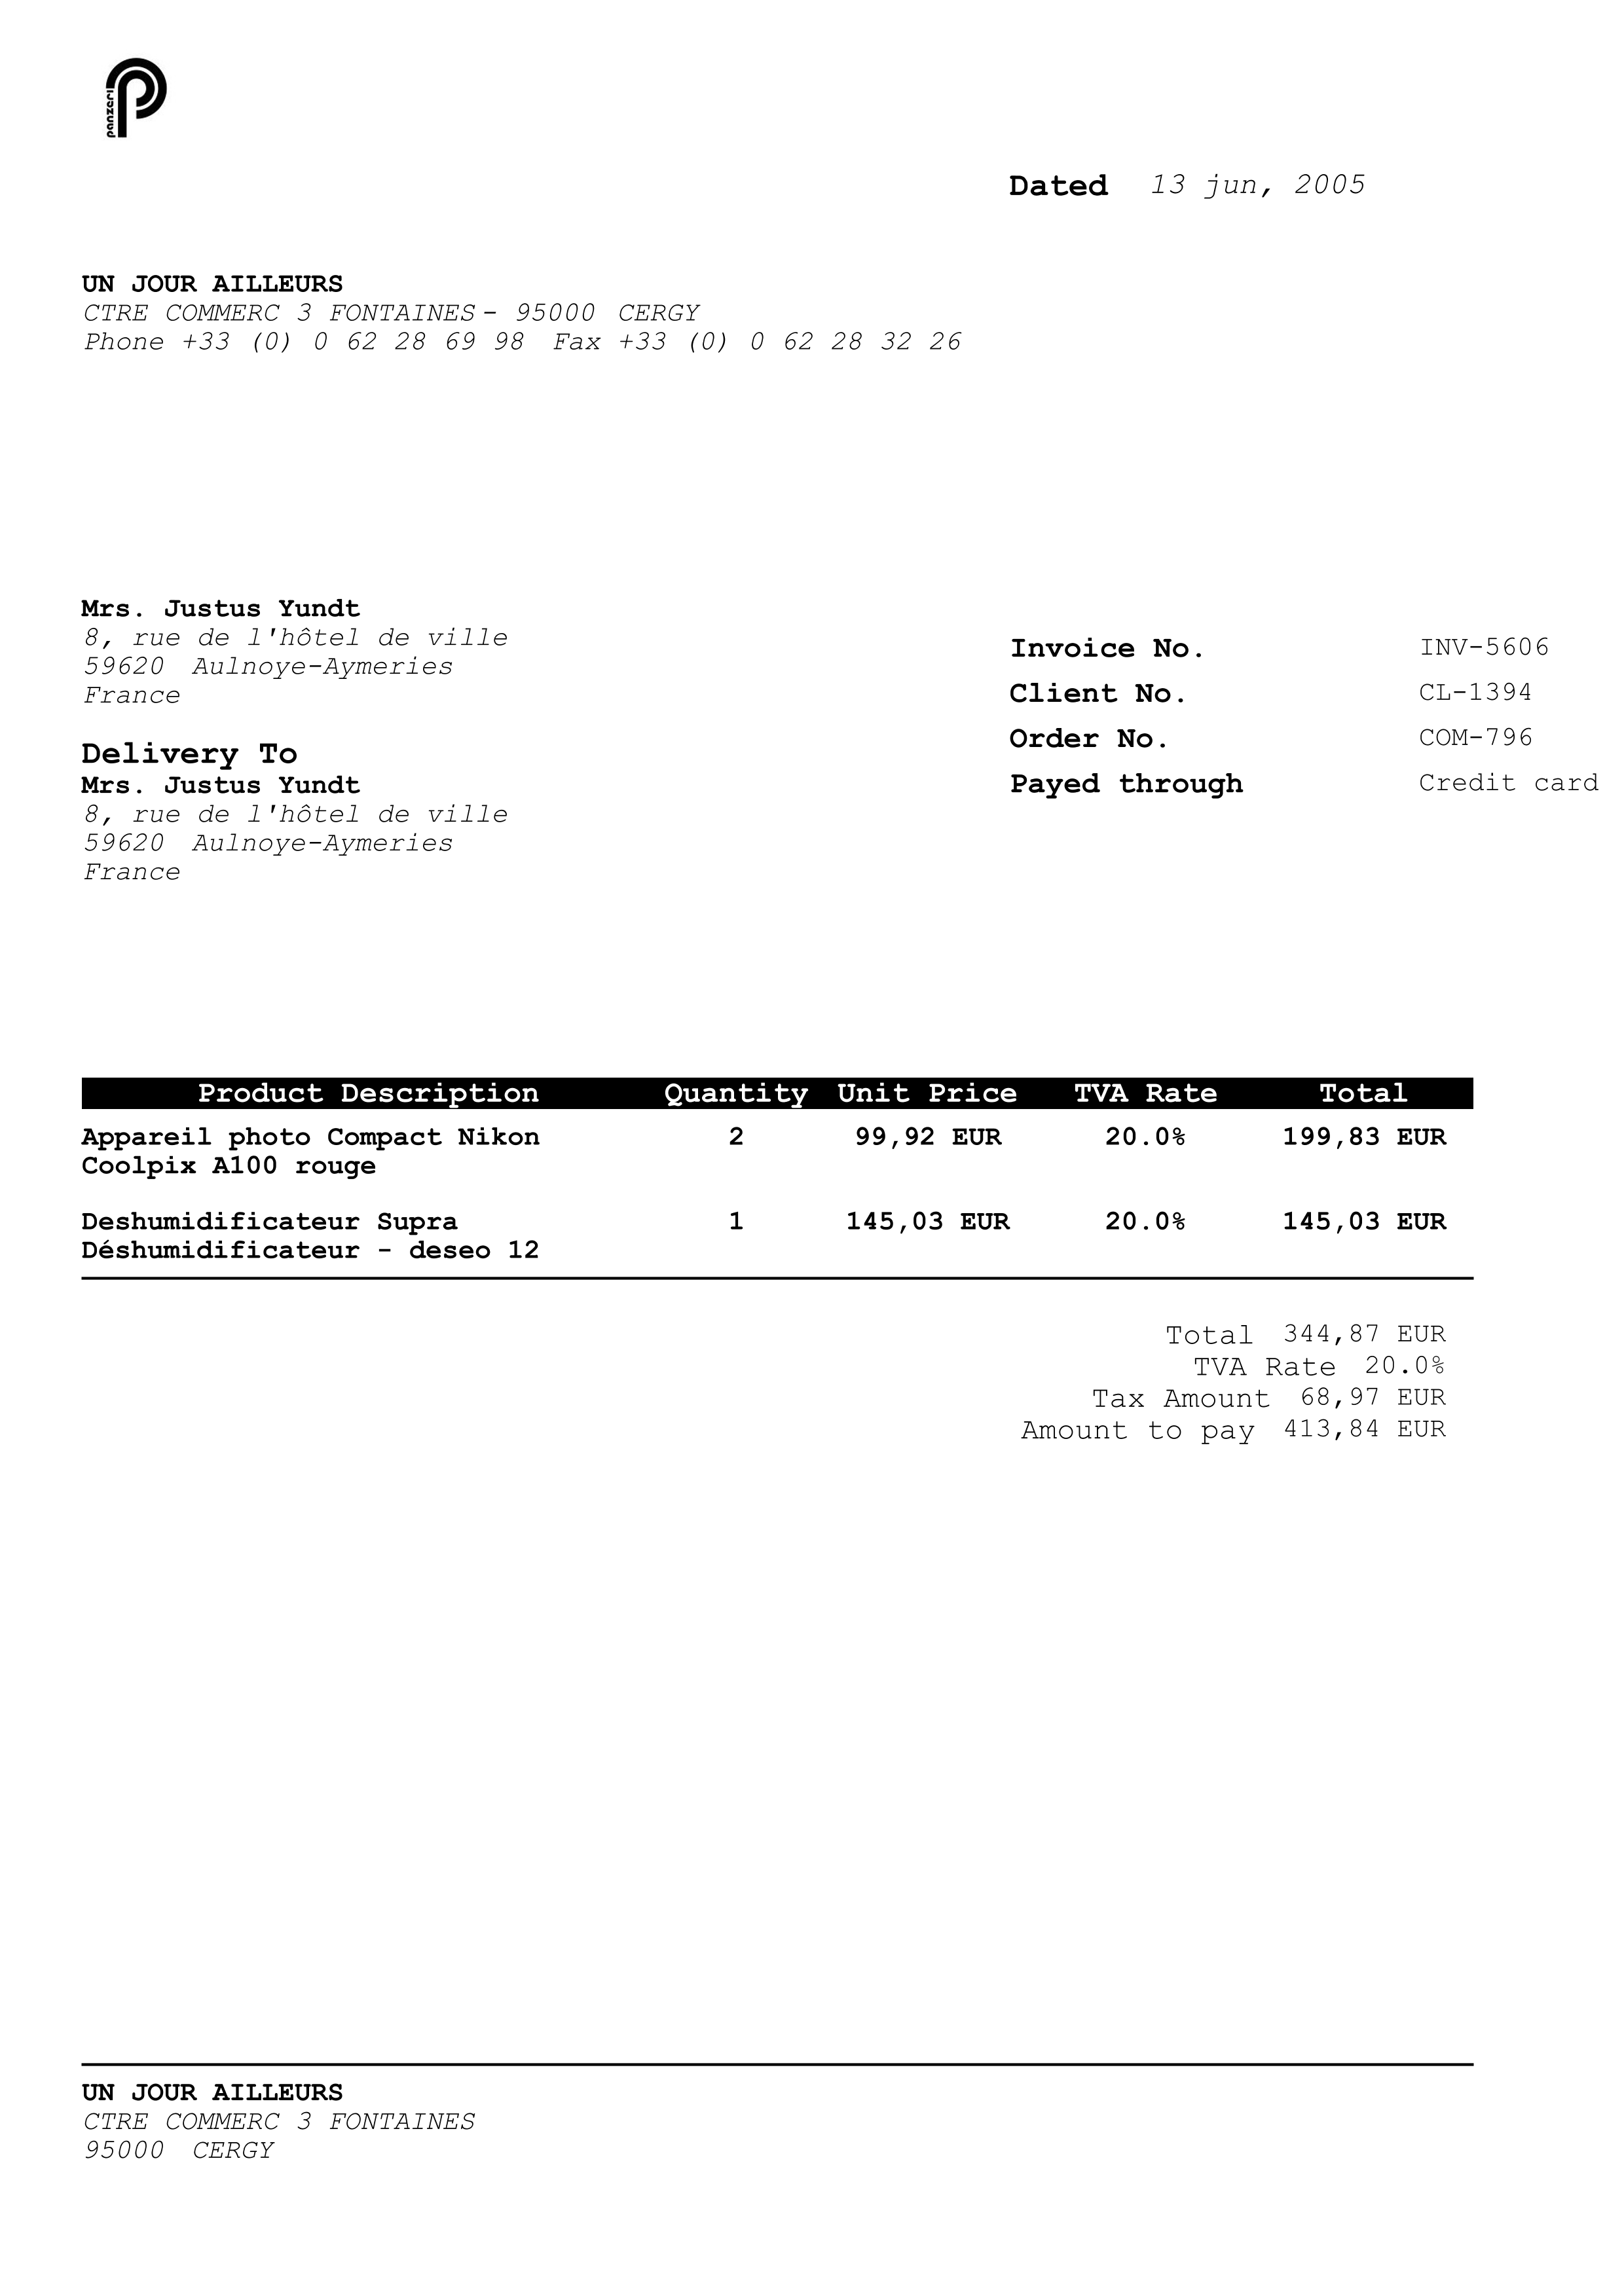 panzeri
Dated 13 jun, 2005
UN JOUR AILLEURS
CTRE COMMERC 3 FONTAINES - 95000 CERGY
Phone +33 (0) 0 62 28 69 98 Fax +33 (0) 0 62 28 32 26
Mrs. Justus Yundt
8, rue de l'hôtel de ville
59620 Aulnoye-Aymeries
France
Invoice No. INV-5606
Client No. CL-1394
Order No. COM-796
Payed through Credit card
Delivery To
Mrs. Justus Yundt
8, rue de l'hôtel de ville
59620 Aulnoye-Aymeries
France
Product Description Quantity Unit Price TVA Rate Total
Appareil photo Compact Nikon 2 99,92 EUR 20.0% 199,83 EUR
Coolpix A100 rouge
Deshumidificateur Supra 1 145,03 EUR 20.0% 145,03 EUR
Déshumidificateur - deseo 12
Total 344,87 EUR
TVA Rate 20.0%
Tax Amount 68,97 EUR
Amount to pay 413,84 EUR
UN JOUR AILLEURS
CTRE COMMERC 3 FONTAINES
95000 CERGY